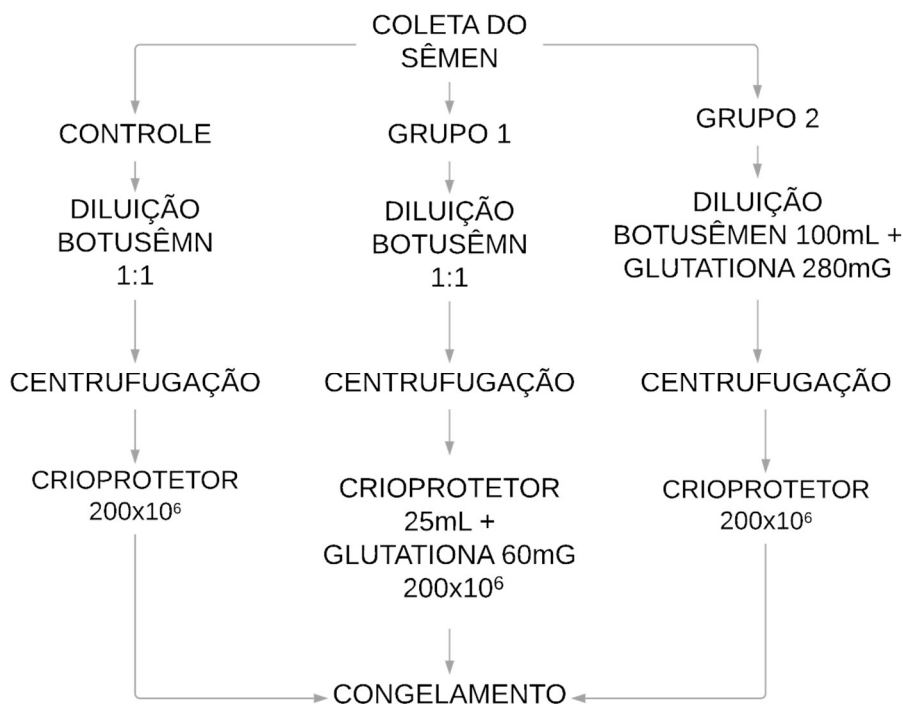 COLETA DO
SÊMEN
CONTROLE
DILUIÇÃO
BOTUSÊMN
1:1
CENTRUFUGAÇÃO
CRIOPROTETOR
200x10⁶
GRUPO 1
DILUIÇÃO
BOTUSÊMN
1:1
CENTRUFUGAÇÃO
CRIOPROTETOR
25mL +
GLUTATIONA 60mG
200x10⁶
GRUPO 2
DILUIÇÃO
BOTUSÊMEN 100mL +
GLUTATIONA 280mG
CENTRUFUGAÇÃO
CRIOPROTETOR
200x10⁶
CONGELAMENTO